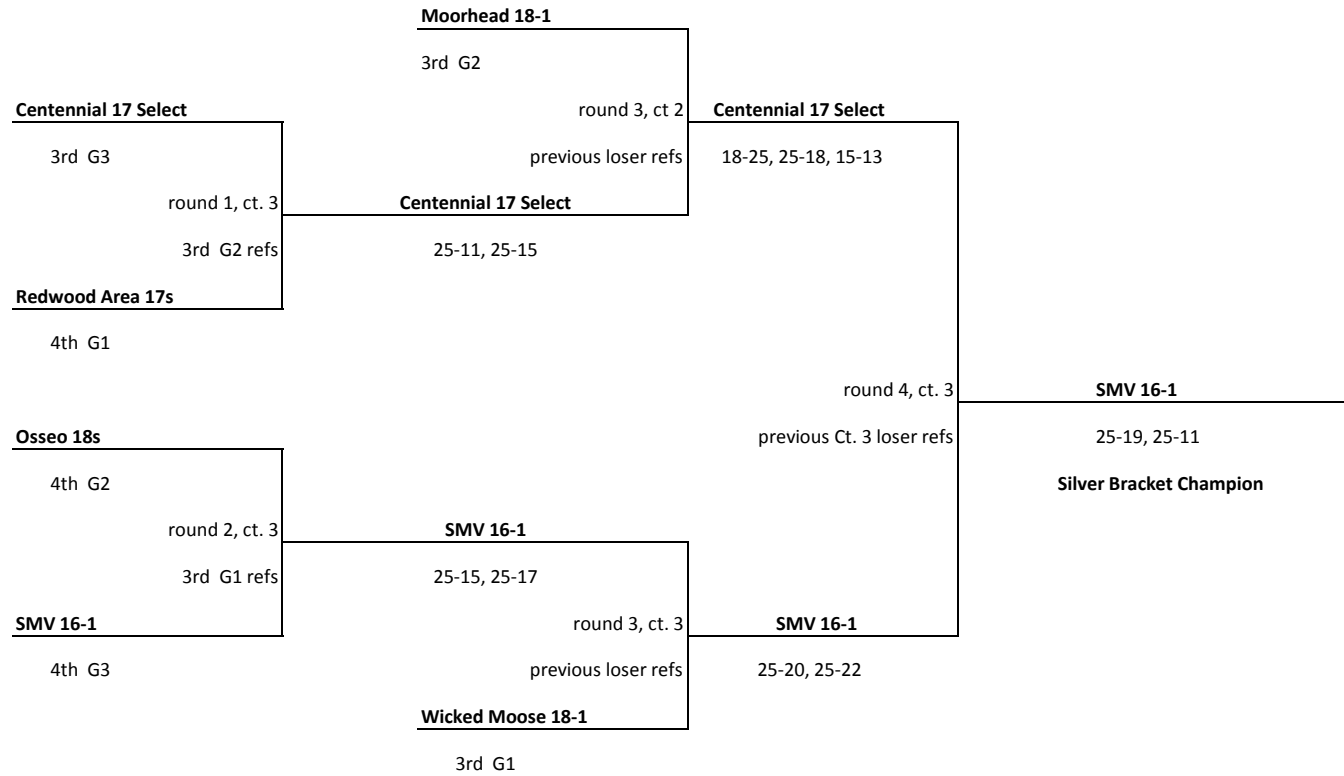 Moorhead 18-1
3rd G2
Centennial 17 Select
round 3, ct 2
Centennial 17 Select
3rd G3
previous loser refs
18-25, 25-18, 15-13
round 1, ct. 3
Centennial 17 Select
3rd G2 refs
25-11, 25-15
Redwood Area 17s
4th G1
round 4, ct. 3
SMV 16-1
Osseo 18s
previous Ct. 3 loser refs
25-19, 25-11
4th G2
Silver Bracket Champion
round 2, ct. 3
SMV 16-1
3rd G1 refs
25-15, 25-17
SMV 16-1
round 3, ct. 3
SMV 16-1
4th G3
previous loser refs
25-20, 25-22
Wicked Moose 18-1
3rd G1